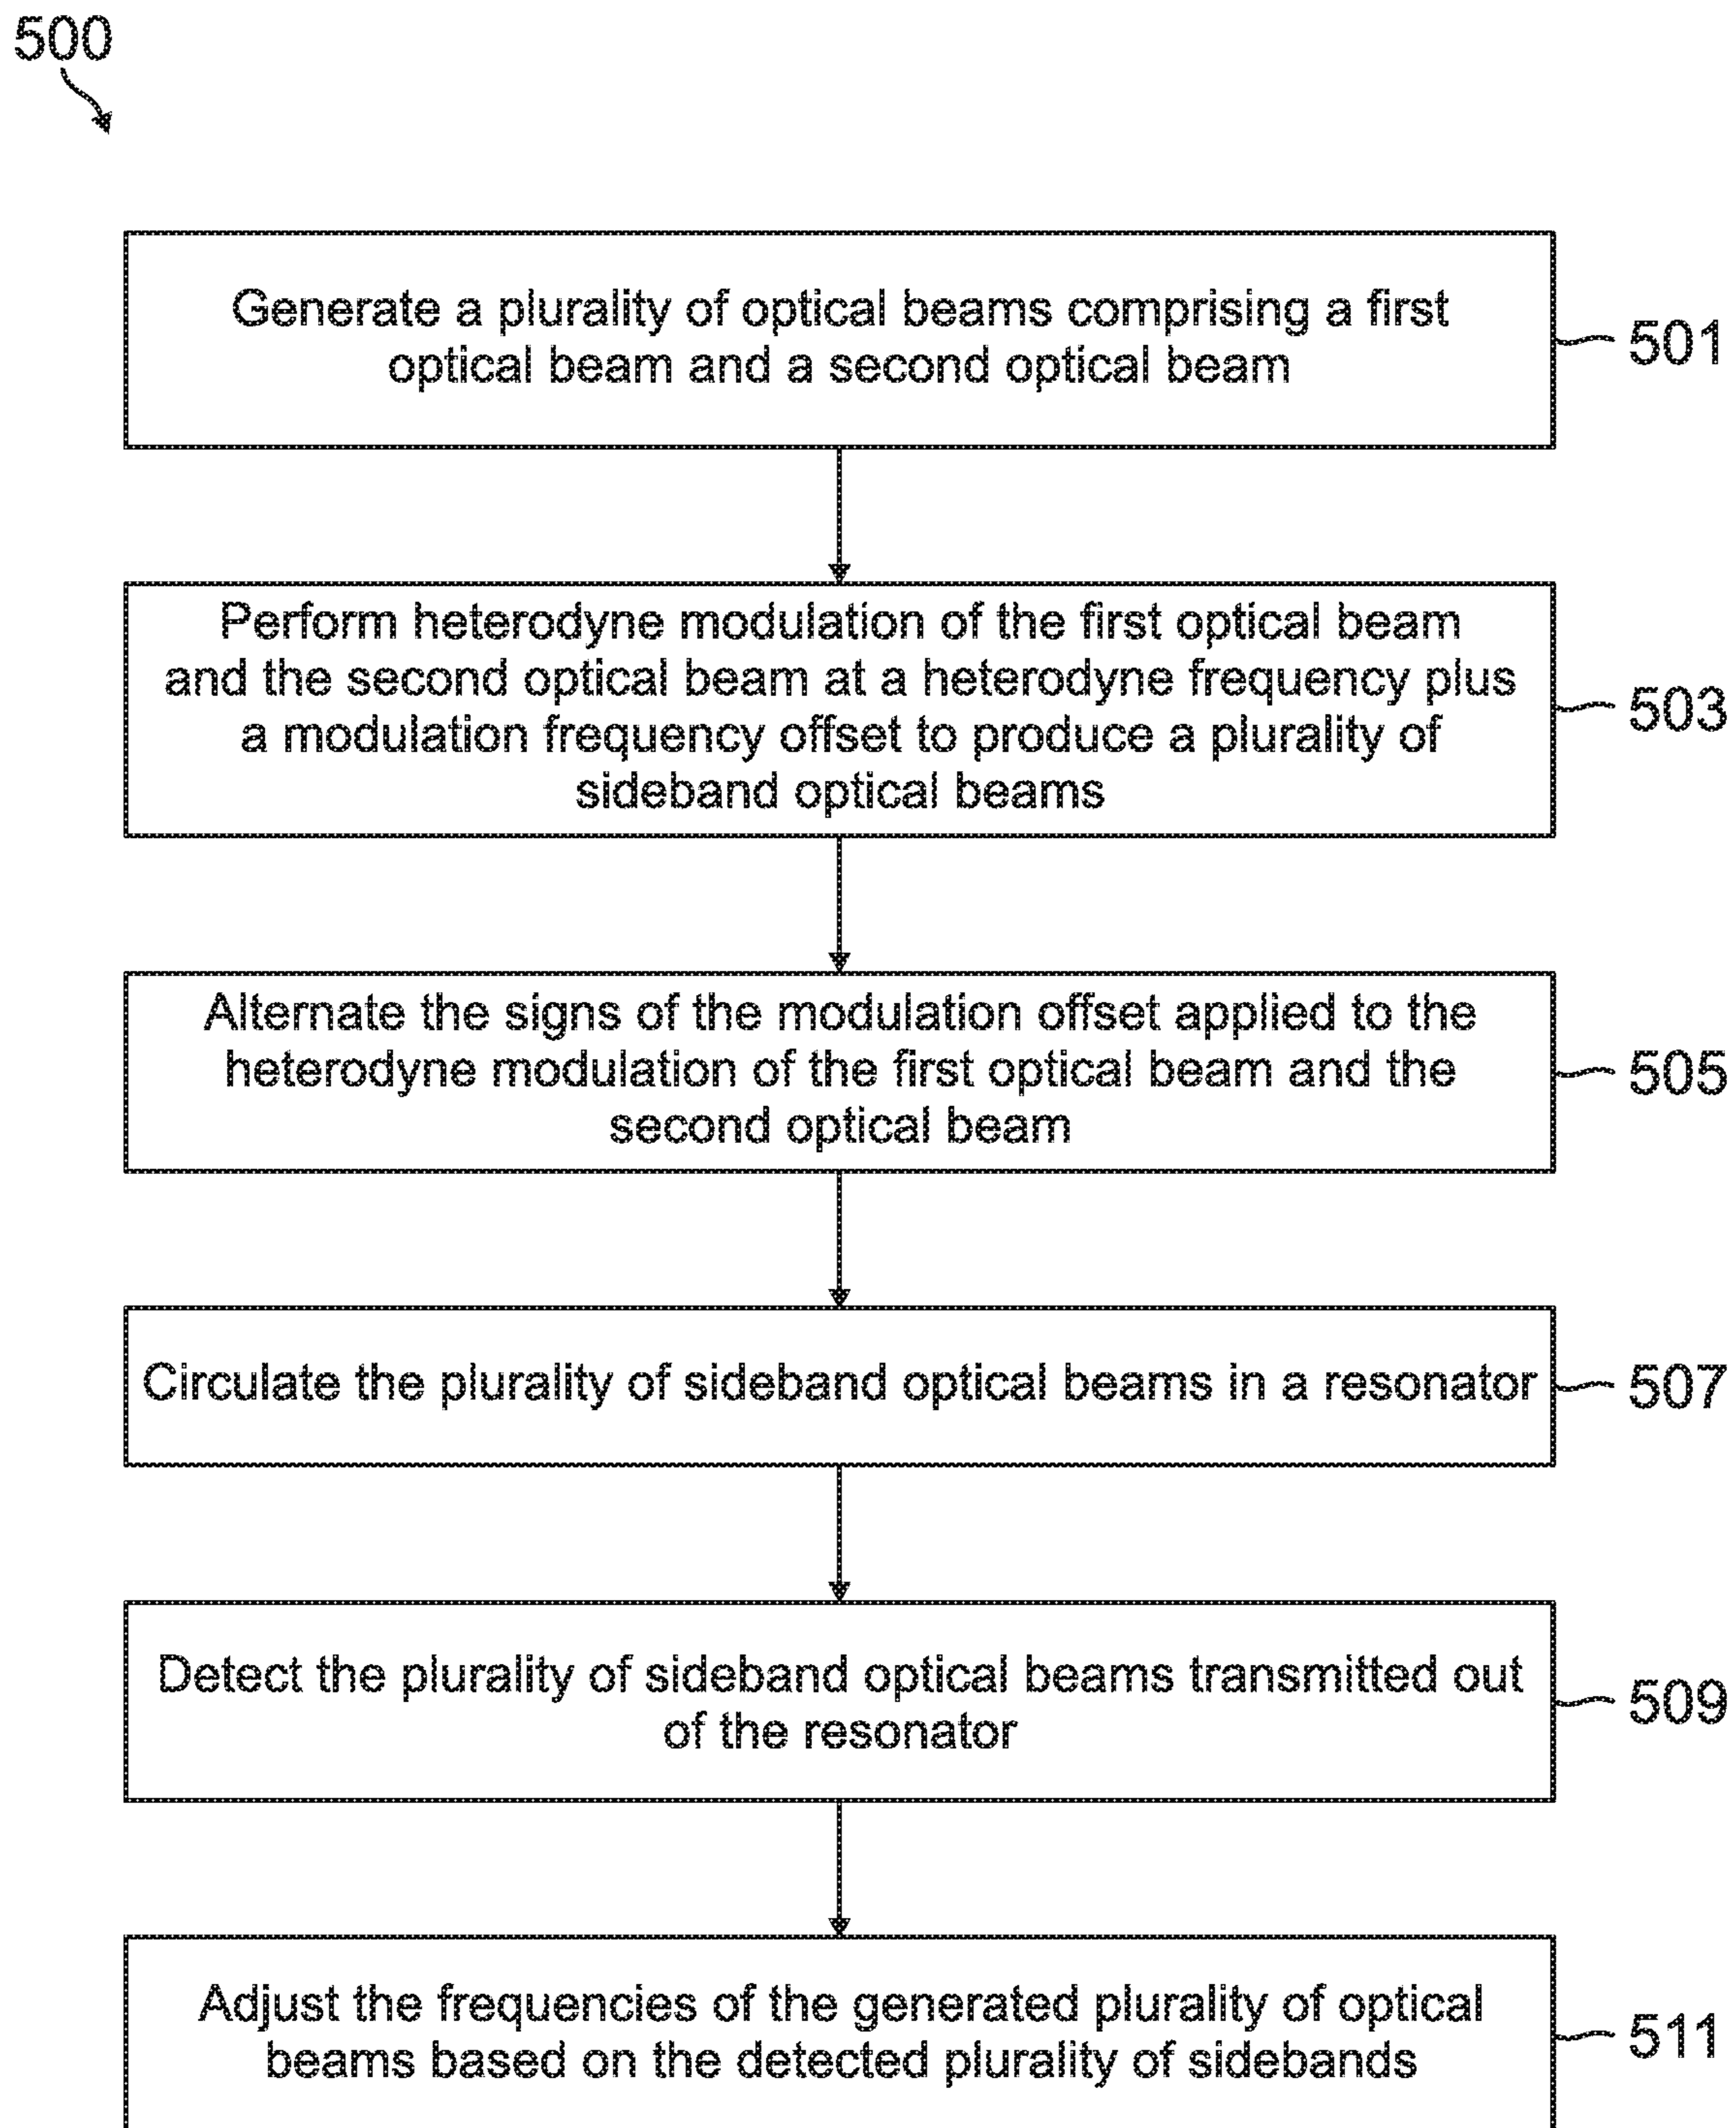 500
Generate a plurality of optical beams comprising a first
optical beam and a second optical beam
501
Perform heterodyne modulation of the first optical beam
and the second optical beam at a heterodyne frequency plus
a modulation frequency offset to produce a plurality of
sideband optical beams
503
Alternate the signs of the modulation offset applied to the
heterodyne modulation of the first optical beam and the
second optical beam
505
Circulate the plurality of sideband optical beams in a resonator
507
Detect the plurality of sideband optical beams transmitted out
of the resonator
509
Adjust the frequencies of the generated plurality of optical
beams based on the detected plurality of sidebands
511